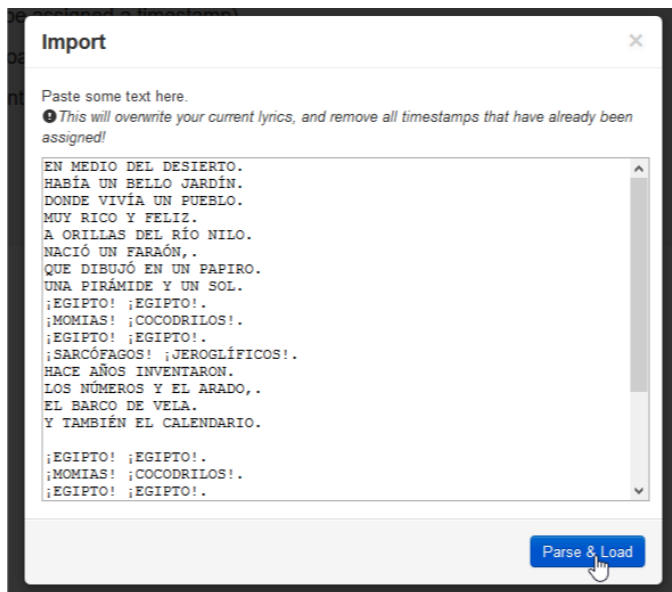 be assigned a timestamp)
Import
×
Paste some text here.
This will overwrite your current lyrics, and remove all timestamps that have already been
assigned!
EN MEDIO DEL DESIERTO.
HABÍA UN BELLO JARDÍN.
DONDE VIVÍA UN PUEBLO.
MUY RICO Y FELIZ.
A ORILLAS DEL RÍO NILO.
NACIÓ UN FARAÓN,.
QUE DIBUJÓ EN UN PAPIRO.
UNA PIRÁMIDE Y UN SOL.
¡EGIPTO! ¡EGIPTO!.
¡MOMIAS! ¡COCODRILOS!.
¡EGIPTO! ¡EGIPTO!.
¡SARCÓFAGOS! ¡JEROGLÍFICOS!.
HACE AÑOS INVENTARON.
LOS NÚMEROS Y EL ARADO,.
EL BARCO DE VELA.
Y TAMBIÉN EL CALENDARIO.
¡EGIPTO! ¡EGIPTO!.
¡MOMIAS! ¡COCODRILOS!.
¡EGIPTO! ¡EGIPTO!.
Parse & Load